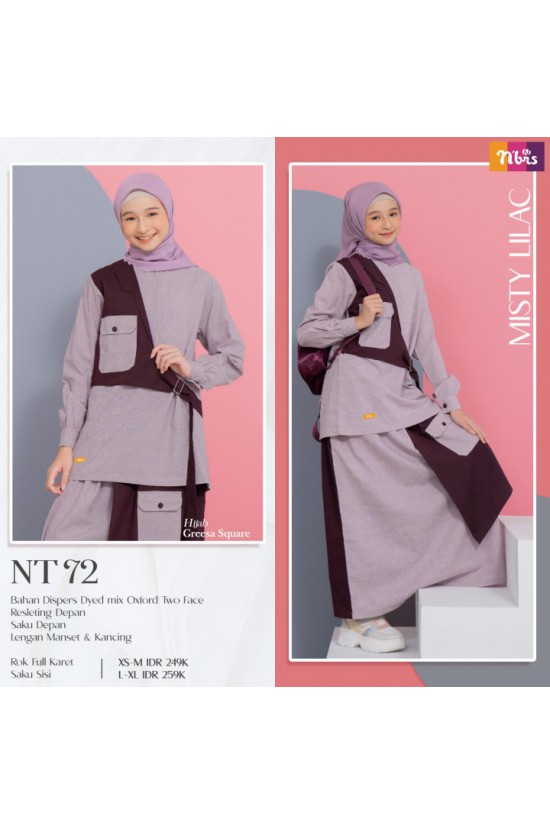 Hijab
Greesa Square
NT 72
Bahan Dispers Dyed mix Oxford Two Face
Resleting Depan
Saku Depan
Lengan Manset & Kancing
Rok Full Karet
Saku Sisi
XS-M IDR 249K
L-XL IDR 259K
N'brs
MISTY LILAC